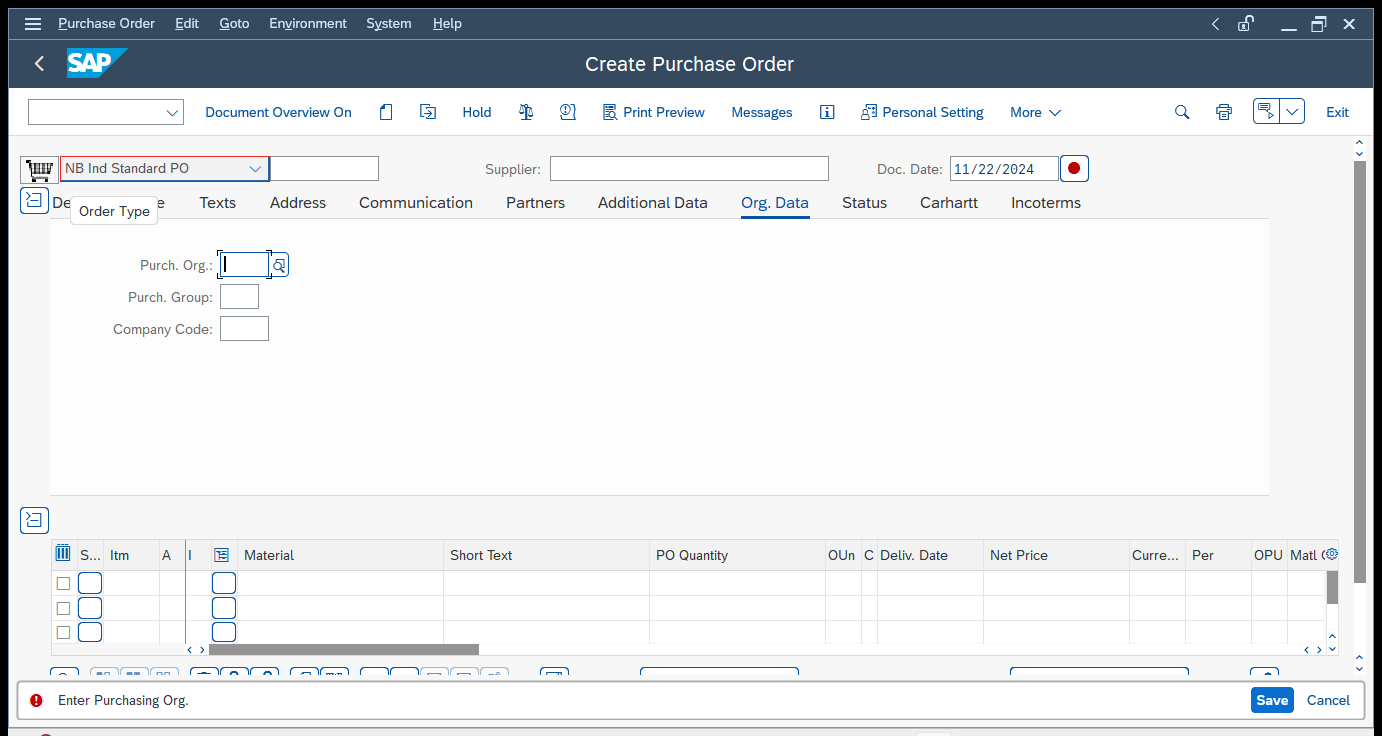 Purchase Order Edit Goto Environment System Help
SAP Create Purchase Order
Document Overview On Hold Print Preview Messages Personal Setting More Exit
NB Ind Standard PO Supplier: Doc. Date: 11/22/2024
Texts Address Communication Partners Additional Data Org. Data Status Carhartt Incoterms
Order Type
Purch. Org.:
Purch. Group:
Company Code:
S... Itm A I Material Short Text PO Quantity OUn C Deliv. Date Net Price Curre... Per OPU Matl
Enter Purchasing Org. Save Cancel